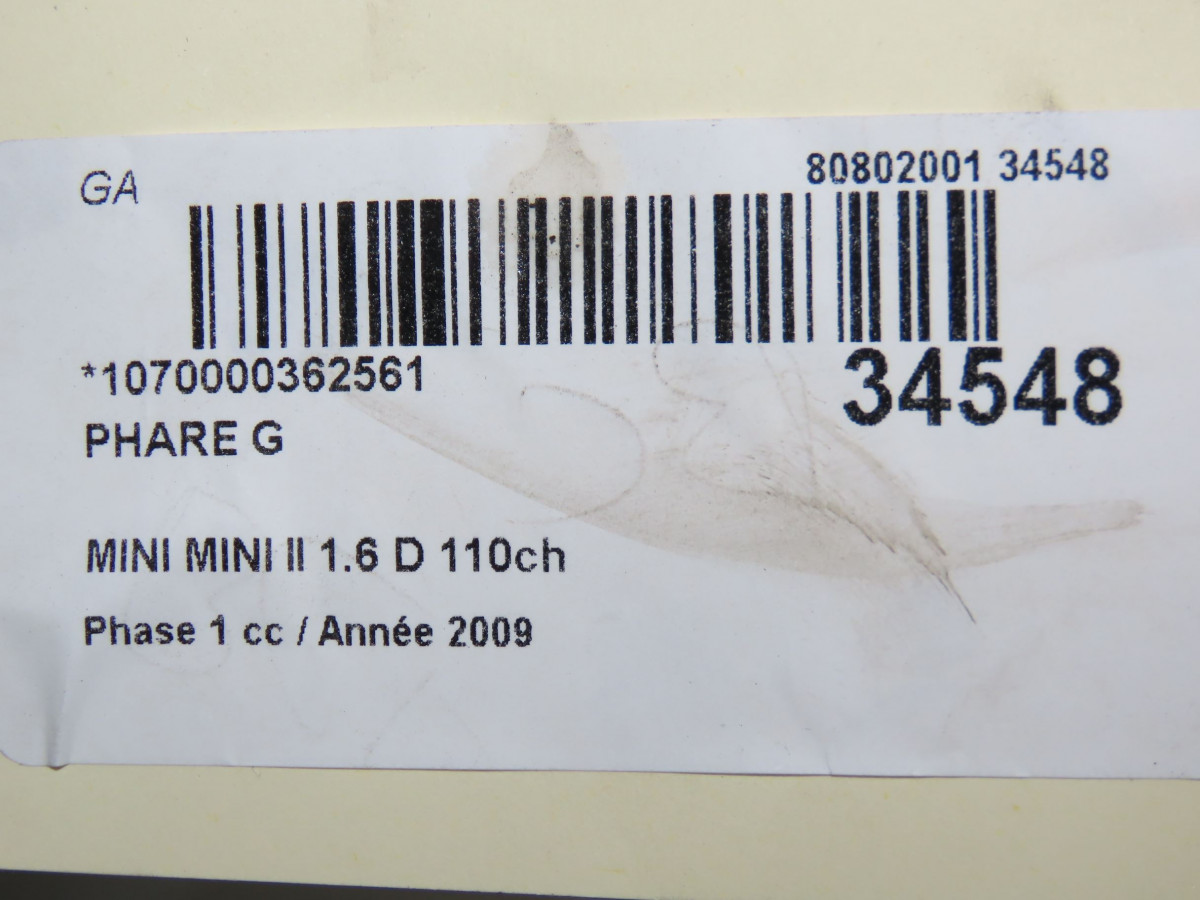 GA
80802001 34548
*1070000362561
34548
PHARE G
MINI MINI II 1.6 D 110ch
Phase 1 cc / Année 2009